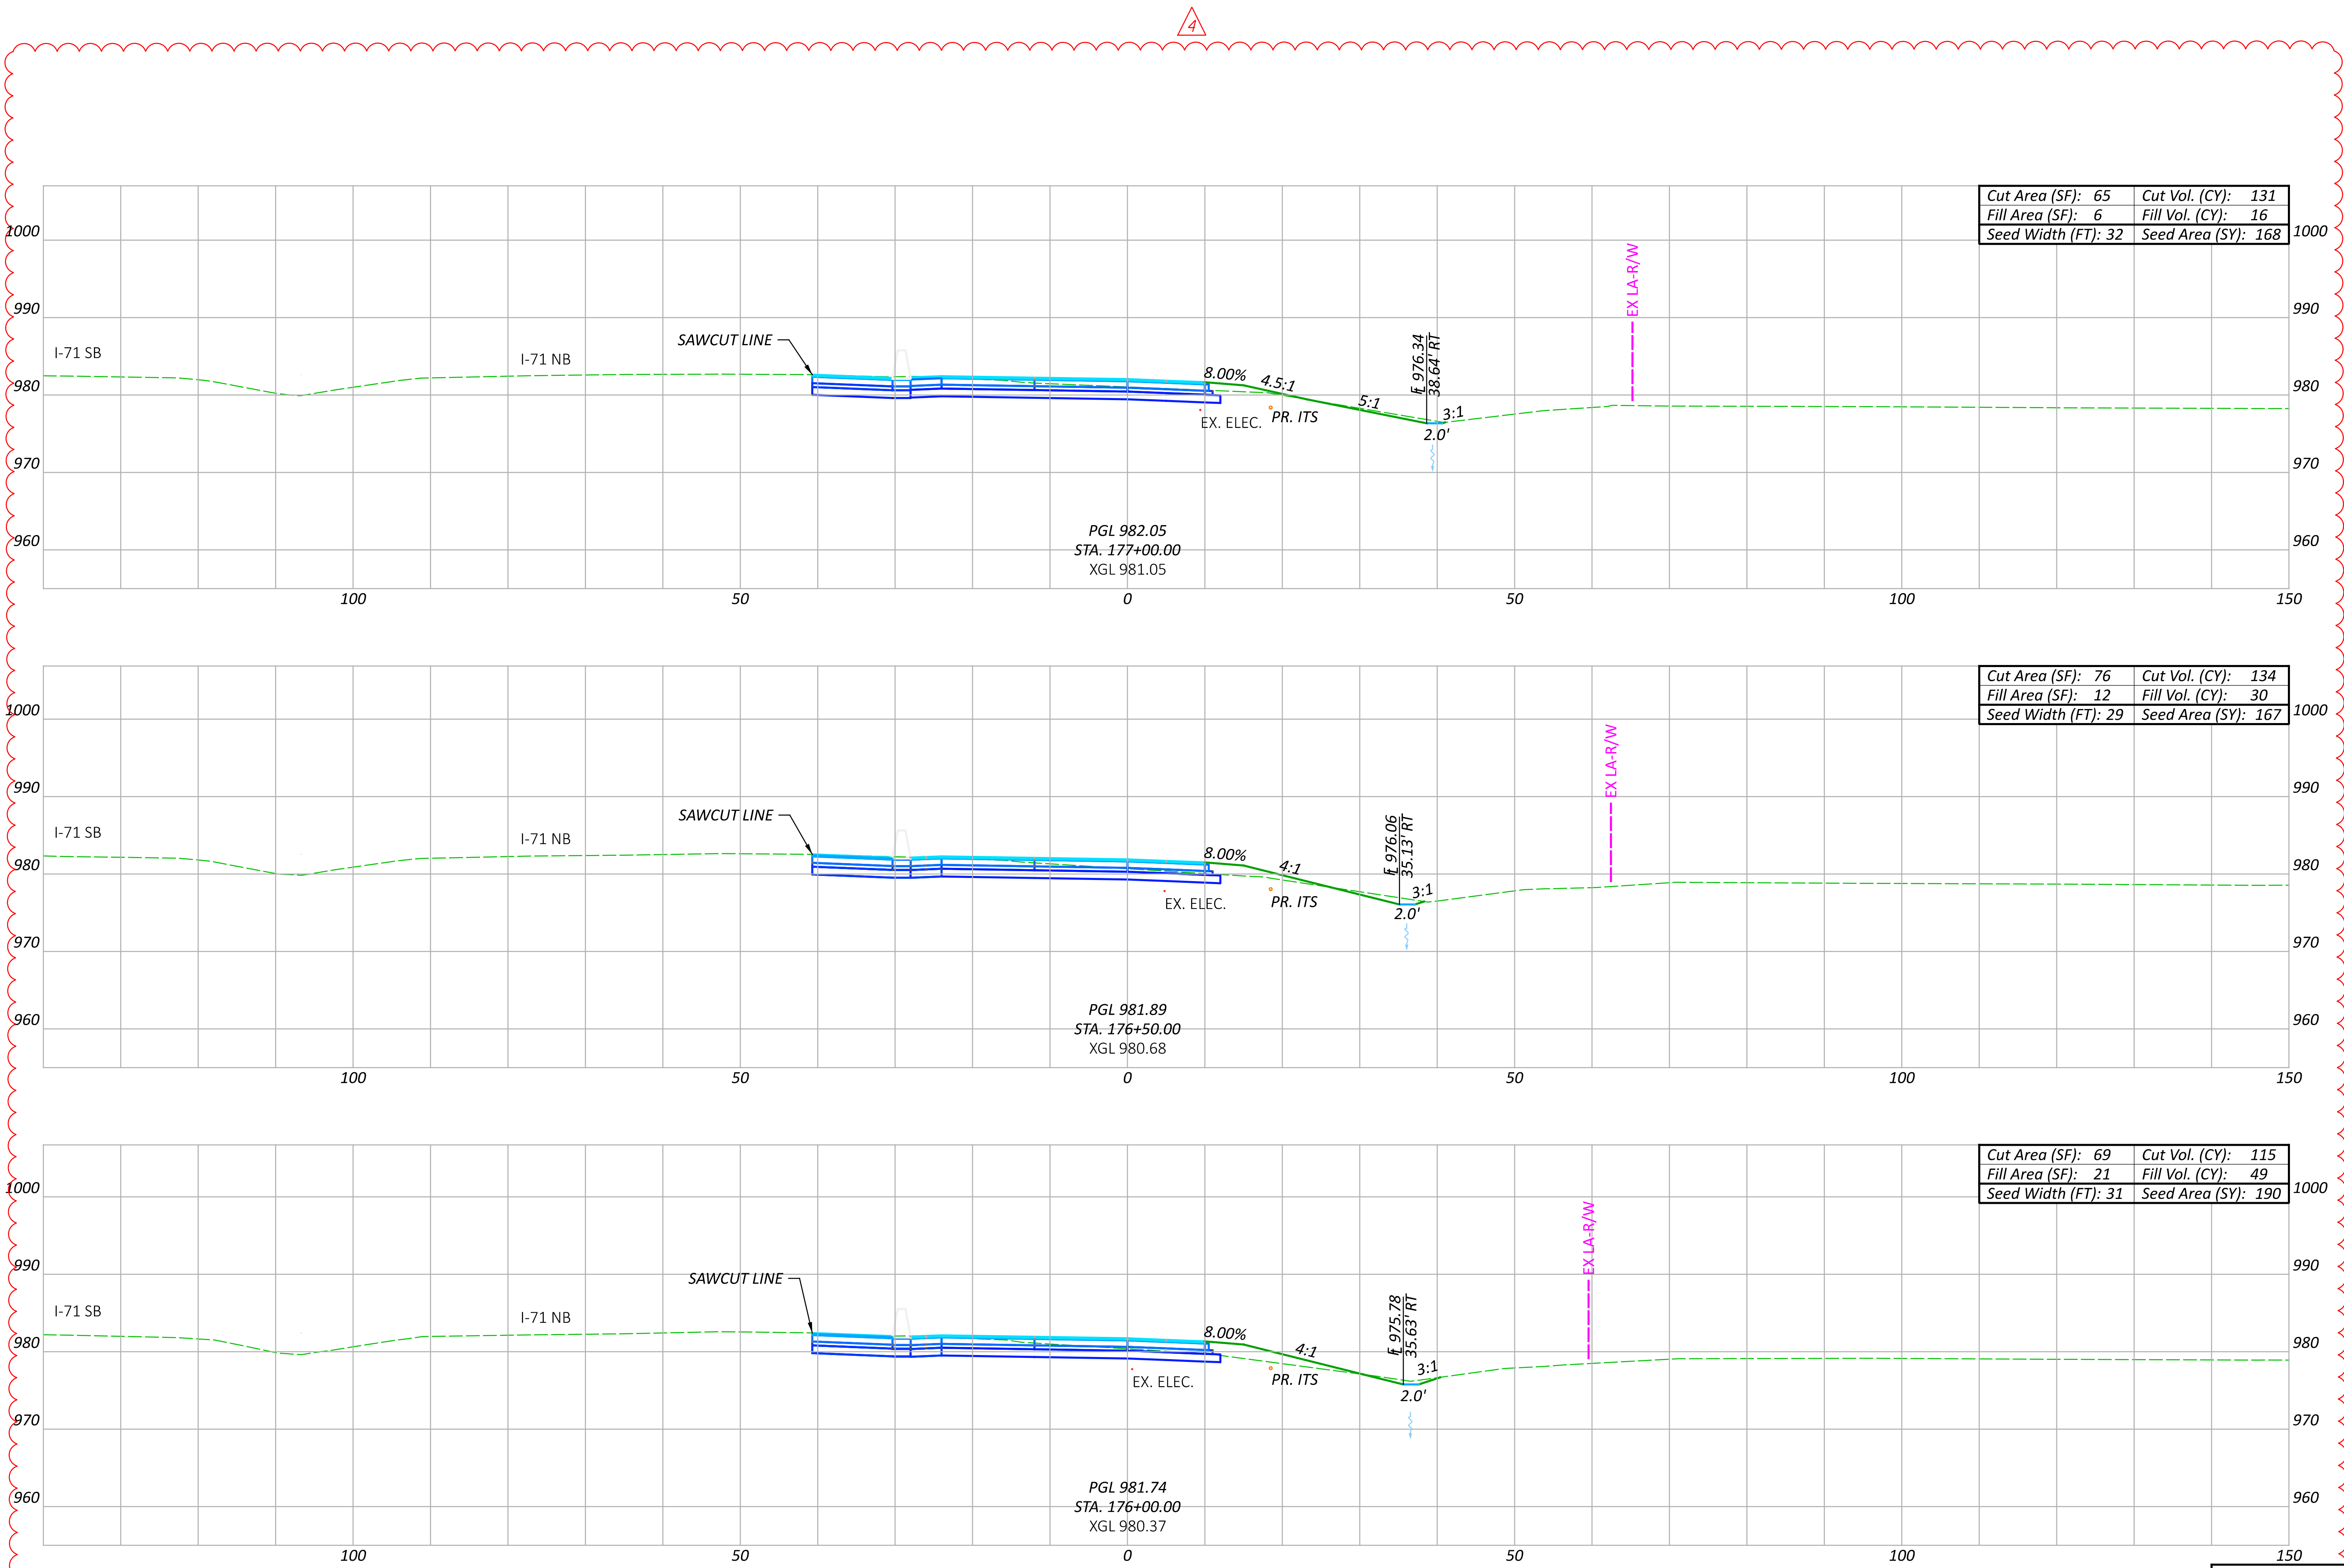 4
Cut Area (SF): 65 Cut Vol. (CY): 131
Fill Area (SF): 6 Fill Vol. (CY): 16
Seed Width (FT): 32 Seed Area (SY): 168
1000 1000
990 990
980 980
970 970
960 960
I-71 SB
I-71 NB
SAWCUT LINE
8.00%
4.5:1
5:1
3:1
2.0'
EX. ELEC.
PR. ITS
FL 976.34
38.64' RT
EX LA-R/W
PGL 982.05
STA. 177+00.00
XGL 981.05
100 50 0 50 100 150
Cut Area (SF): 76 Cut Vol. (CY): 134
Fill Area (SF): 12 Fill Vol. (CY): 30
Seed Width (FT): 29 Seed Area (SY): 167
1000 1000
990 990
980 980
970 970
960 960
I-71 SB
I-71 NB
SAWCUT LINE
8.00%
4:1
3:1
2.0'
EX. ELEC.
PR. ITS
FL 976.06
35.13' RT
EX LA-R/W
PGL 981.89
STA. 176+50.00
XGL 980.68
100 50 0 50 100 150
Cut Area (SF): 69 Cut Vol. (CY): 115
Fill Area (SF): 21 Fill Vol. (CY): 49
Seed Width (FT): 31 Seed Area (SY): 190
1000 1000
990 990
980 980
970 970
960 960
I-71 SB
I-71 NB
SAWCUT LINE
8.00%
4:1
3:1
2.0'
EX. ELEC.
PR. ITS
FL 975.78
35.63' RT
EX LA-R/W
PGL 981.74
STA. 176+00.00
XGL 980.37
100 50 0 50 100 150